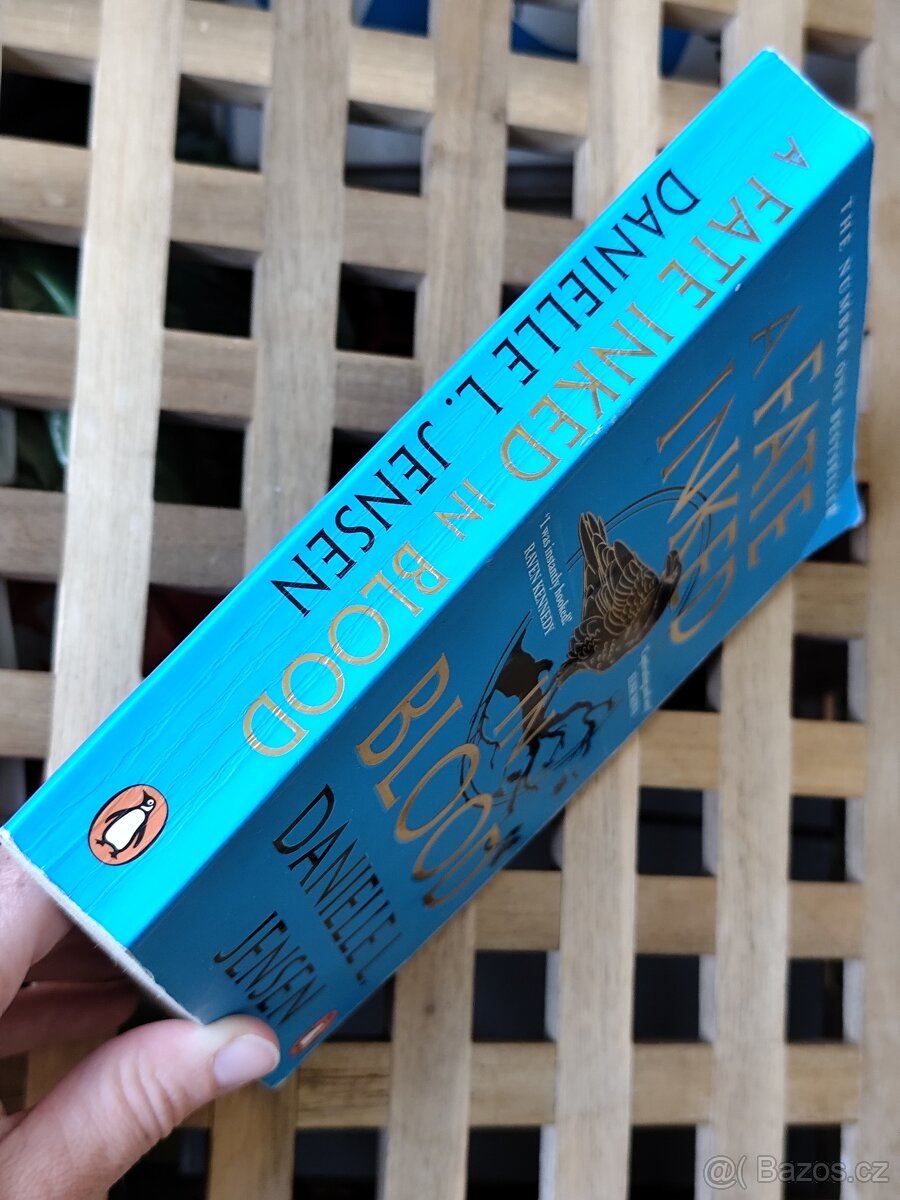 A FATE INKED IN BLOOD
DANIELLE L. JENSEN
THE NUMBER ONE BESTSELLER
A FATE
INKED
IN
BLOOD
'I was instantly hooked!'
RAVEN KENNEDY
DANIELLE L.
JENSEN
@( Bazos.cz